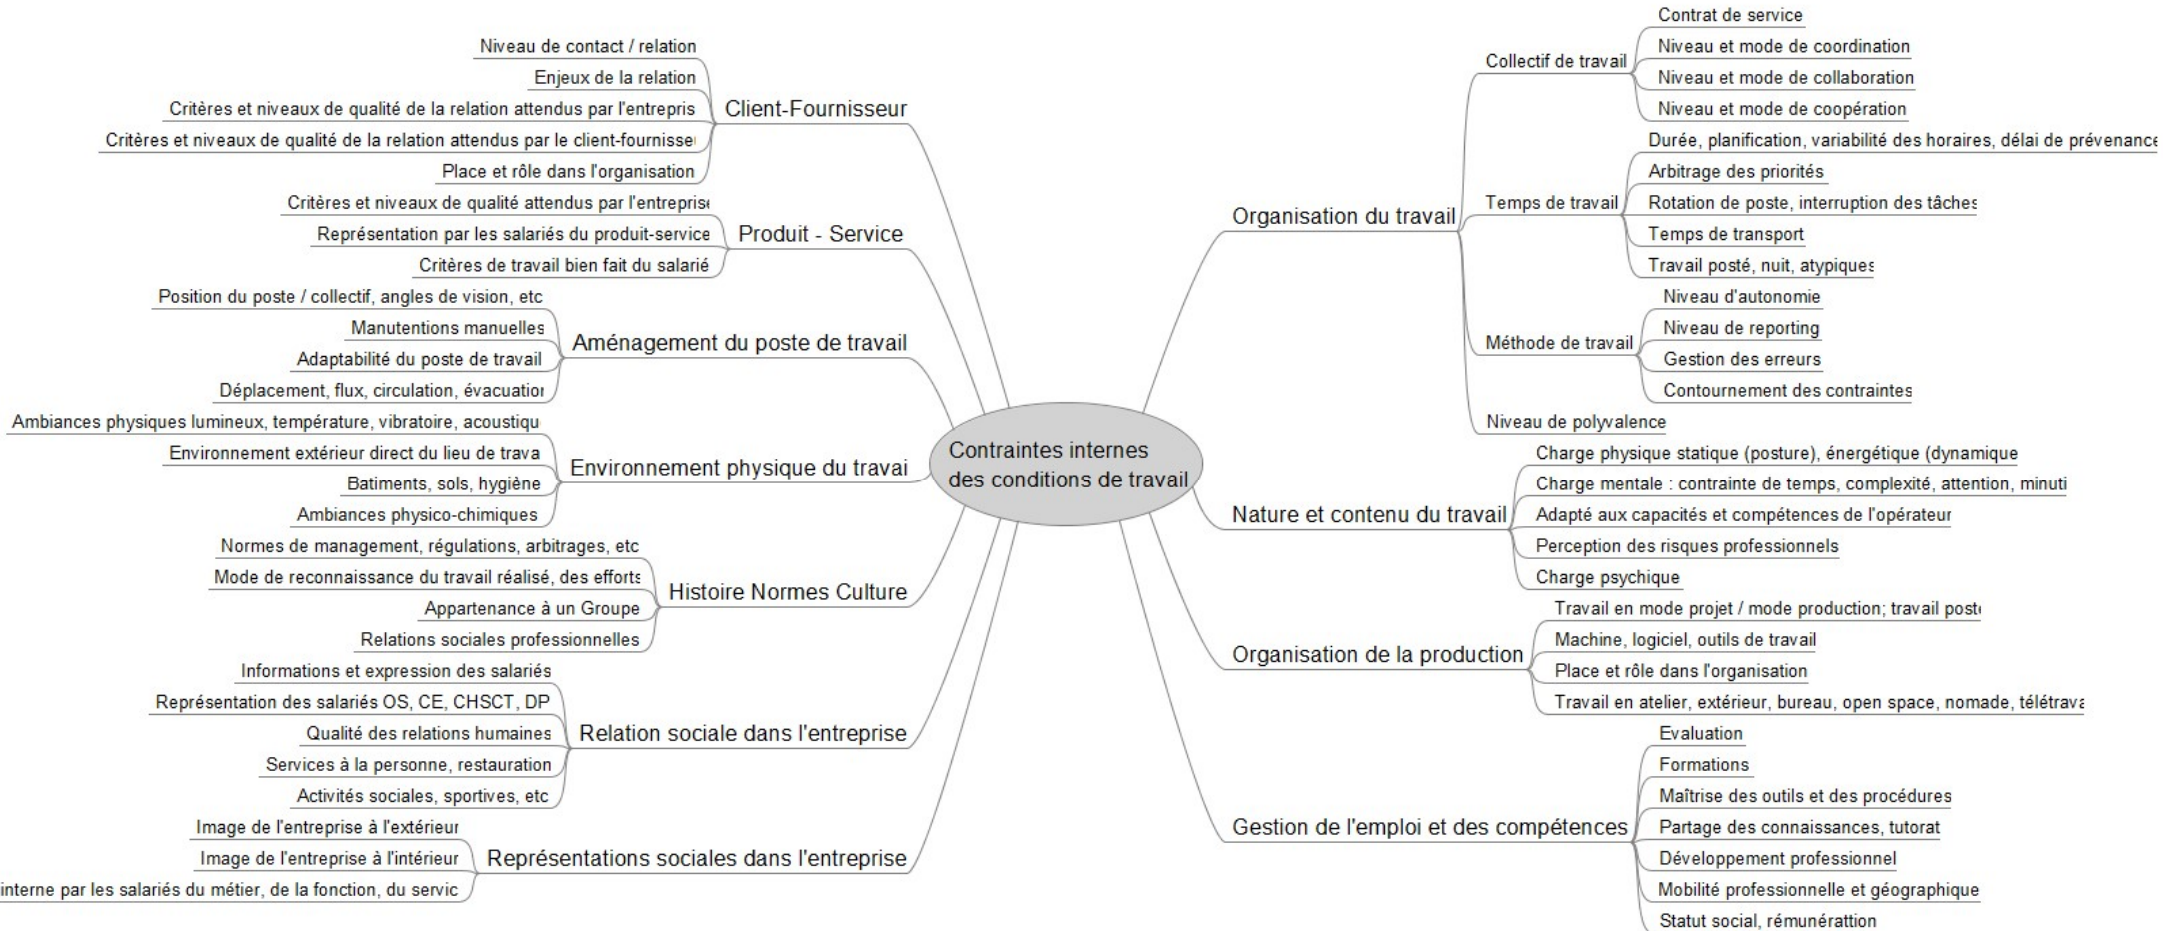 Contraintes internes
des conditions de travail
Client-Fournisseur
Niveau de contact / relation
Enjeux de la relation
Critères et niveaux de qualité de la relation attendus par l'entrepris
Critères et niveaux de qualité de la relation attendus par le client-fournisse
Place et rôle dans l'organisation
Produit - Service
Critères et niveaux de qualité attendus par l'entreprise
Représentation par les salariés du produit-service
Critères de travail bien fait du salarié
Aménagement du poste de travail
Position du poste / collectif, angles de vision, etc
Manutentions manuelles
Adaptabilité du poste de travail
Déplacement, flux, circulation, évacuation
Environnement physique du travai
Ambiances physiques lumineux, température, vibratoire, acoustiqu
Environnement extérieur direct du lieu de trava
Batiments, sols, hygiène
Ambiances physico-chimiques
Histoire Normes Culture
Normes de management, régulations, arbitrages, etc
Mode de reconnaissance du travail réalisé, des efforts
Appartenance à un Groupe
Relations sociales professionnelles
Relation sociale dans l'entreprise
Informations et expression des salariés
Représentation des salariés OS, CE, CHSCT, DP
Qualité des relations humaines
Services à la personne, restauration
Activités sociales, sportives, etc
Représentations sociales dans l'entreprise
Image de l'entreprise à l'extérieur
Image de l'entreprise à l'intérieur
interne par les salariés du métier, de la fonction, du servic
Organisation du travail
Collectif de travail
Contrat de service
Niveau et mode de coordination
Niveau et mode de collaboration
Niveau et mode de coopération
Temps de travail
Durée, planification, variabilité des horaires, délai de prévenance
Arbitrage des priorités
Rotation de poste, interruption des tâches
Temps de transport
Travail posté, nuit, atypiques
Méthode de travail
Niveau d'autonomie
Niveau de reporting
Gestion des erreurs
Contournement des contraintes
Niveau de polyvalence
Nature et contenu du travail
Charge physique statique (posture), énergétique (dynamique
Charge mentale : contrainte de temps, complexité, attention, minuti
Adapté aux capacités et compétences de l'opérateur
Perception des risques professionnels
Charge psychique
Organisation de la production
Travail en mode projet / mode production; travail posté
Machine, logiciel, outils de travail
Place et rôle dans l'organisation
Travail en atelier, extérieur, bureau, open space, nomade, télétrava
Gestion de l'emploi et des compétences
Evaluation
Formations
Maîtrise des outils et des procédures
Partage des connaissances, tutorat
Développement professionnel
Mobilité professionnelle et géographique
Statut social, rémunérattion